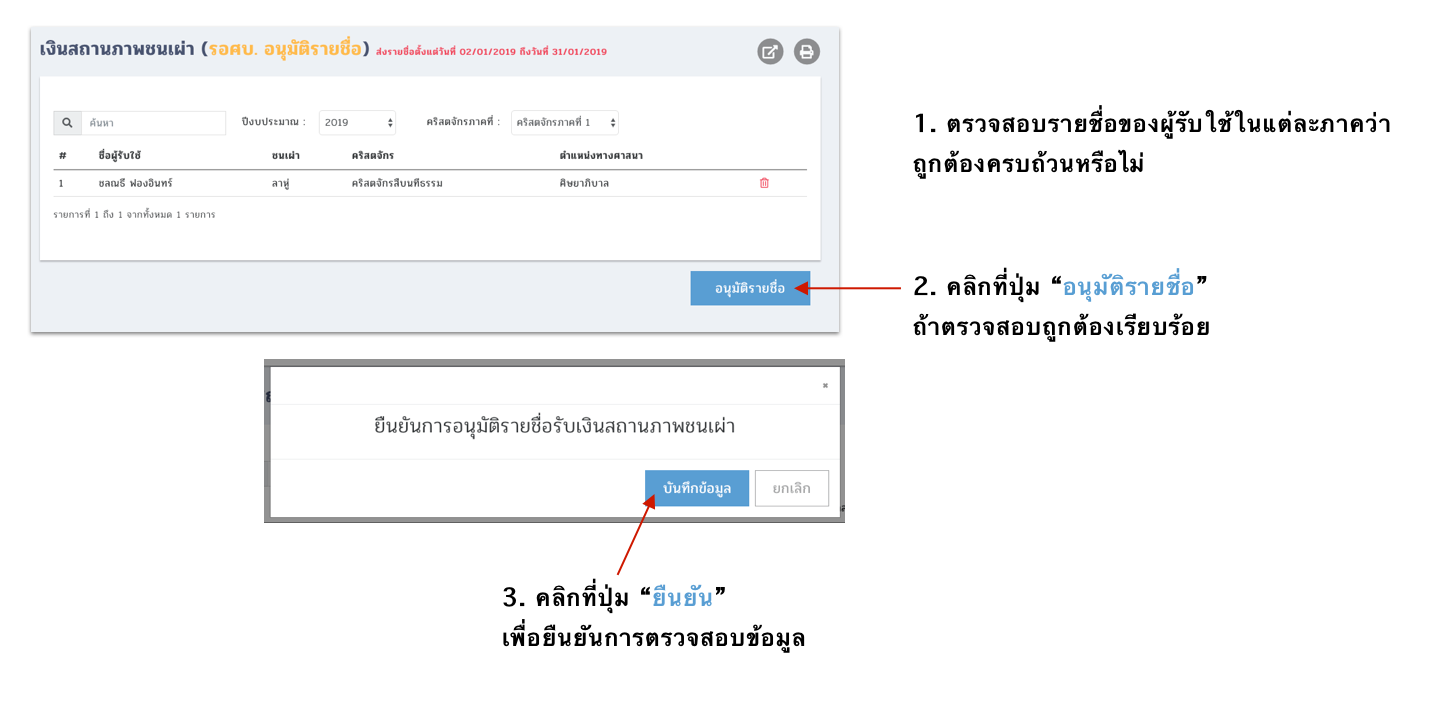 เงินสถานภาพชนเผ่า (รอศบ. อนุมัติรายชื่อ) ส่งรายชื่อตั้งแต่วันที่ 02/01/2019 ถึงวันที่ 31/01/2019
ค้นหา ปีงบประมาณ : 2019 คริสตจักรภาคที่ : คริสตจักรภาคที่ 1
# ชื่อผู้รับใช้ ชนเผ่า คริสตจักร ตำแหน่งทางศาสนา
1 ชลณธี ฟองอินทร์ ลาหู่ คริสตจักรสืบนทีธรรม ศิษยาภิบาล
รายการที่ 1 ถึง 1 จากทั้งหมด 1 รายการ
อนุมัติรายชื่อ
1. ตรวจสอบรายชื่อของผู้รับใช้ในแต่ละภาคว่า
ถูกต้องครบถ้วนหรือไม่
2. คลิกที่ปุ่ม “อนุมัติรายชื่อ”
ถ้าตรวจสอบถูกต้องเรียบร้อย
ยืนยันการอนุมัติรายชื่อรับเงินสถานภาพชนเผ่า
บันทึกข้อมูล ยกเลิก
3. คลิกที่ปุ่ม “ยืนยัน”
เพื่อยืนยันการตรวจสอบข้อมูล